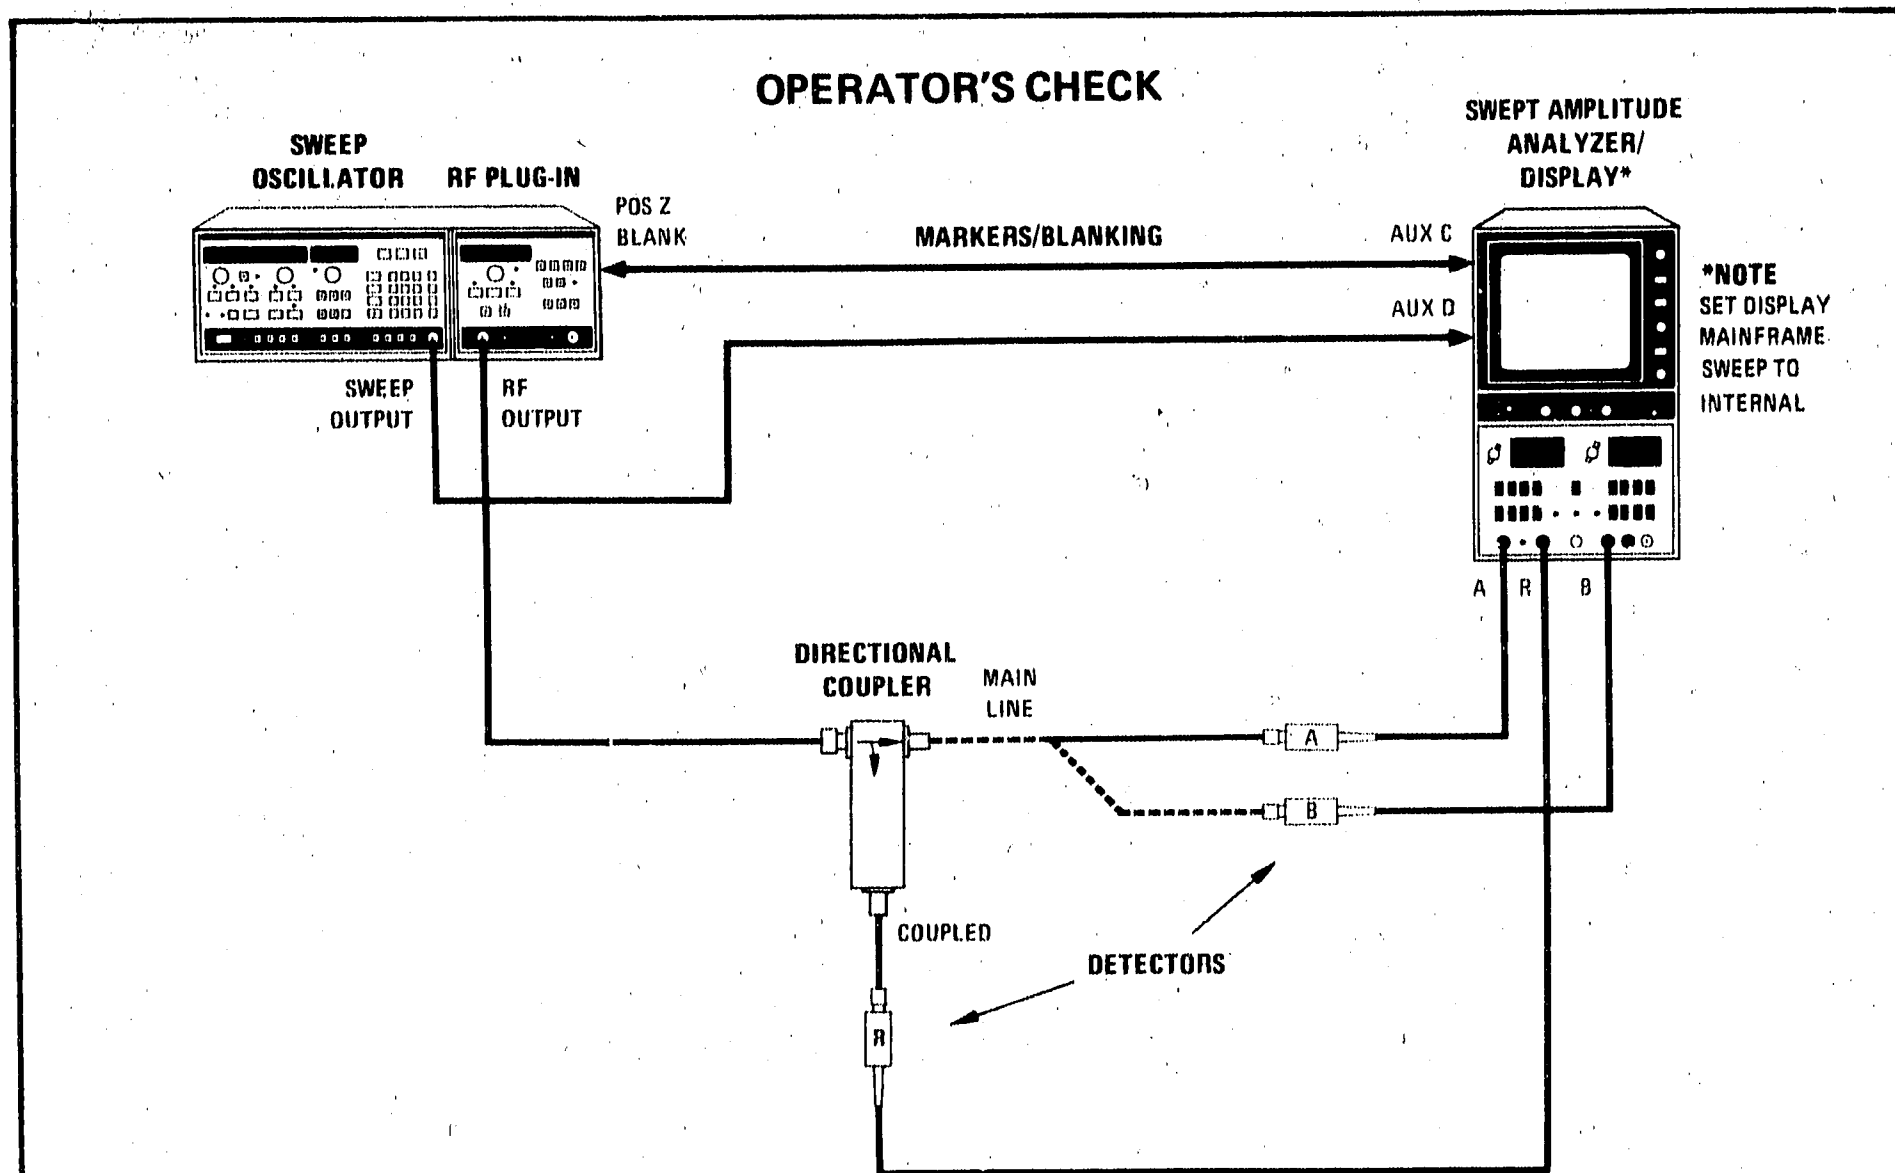 OPERATOR'S CHECK
SWEEP
OSCILLATOR
RF PLUG-IN
POS Z
BLANK
MARKERS/BLANKING
AUX C
AUX D
SWEPT AMPLITUDE
ANALYZER/
DISPLAY*
*NOTE
SET DISPLAY
MAINFRAME
SWEEP TO
INTERNAL
SWEEP
OUTPUT
RF
OUTPUT
A
R
B
DIRECTIONAL
COUPLER
MAIN
LINE
A
B
COUPLED
DETECTORS
R